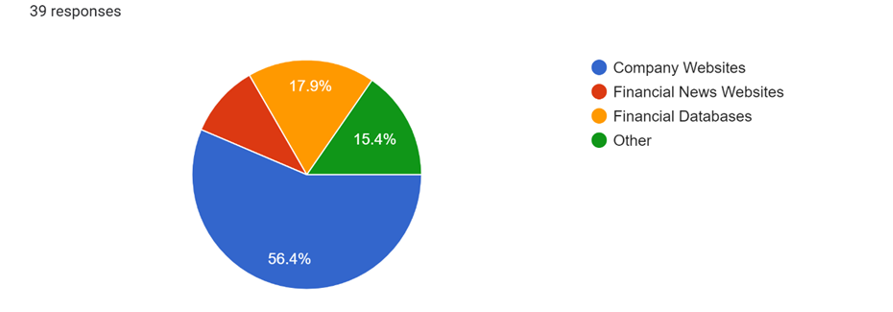 39 responses
17.9%
15.4%
56.4%
Company Websites
Financial News Websites
Financial Databases
Other